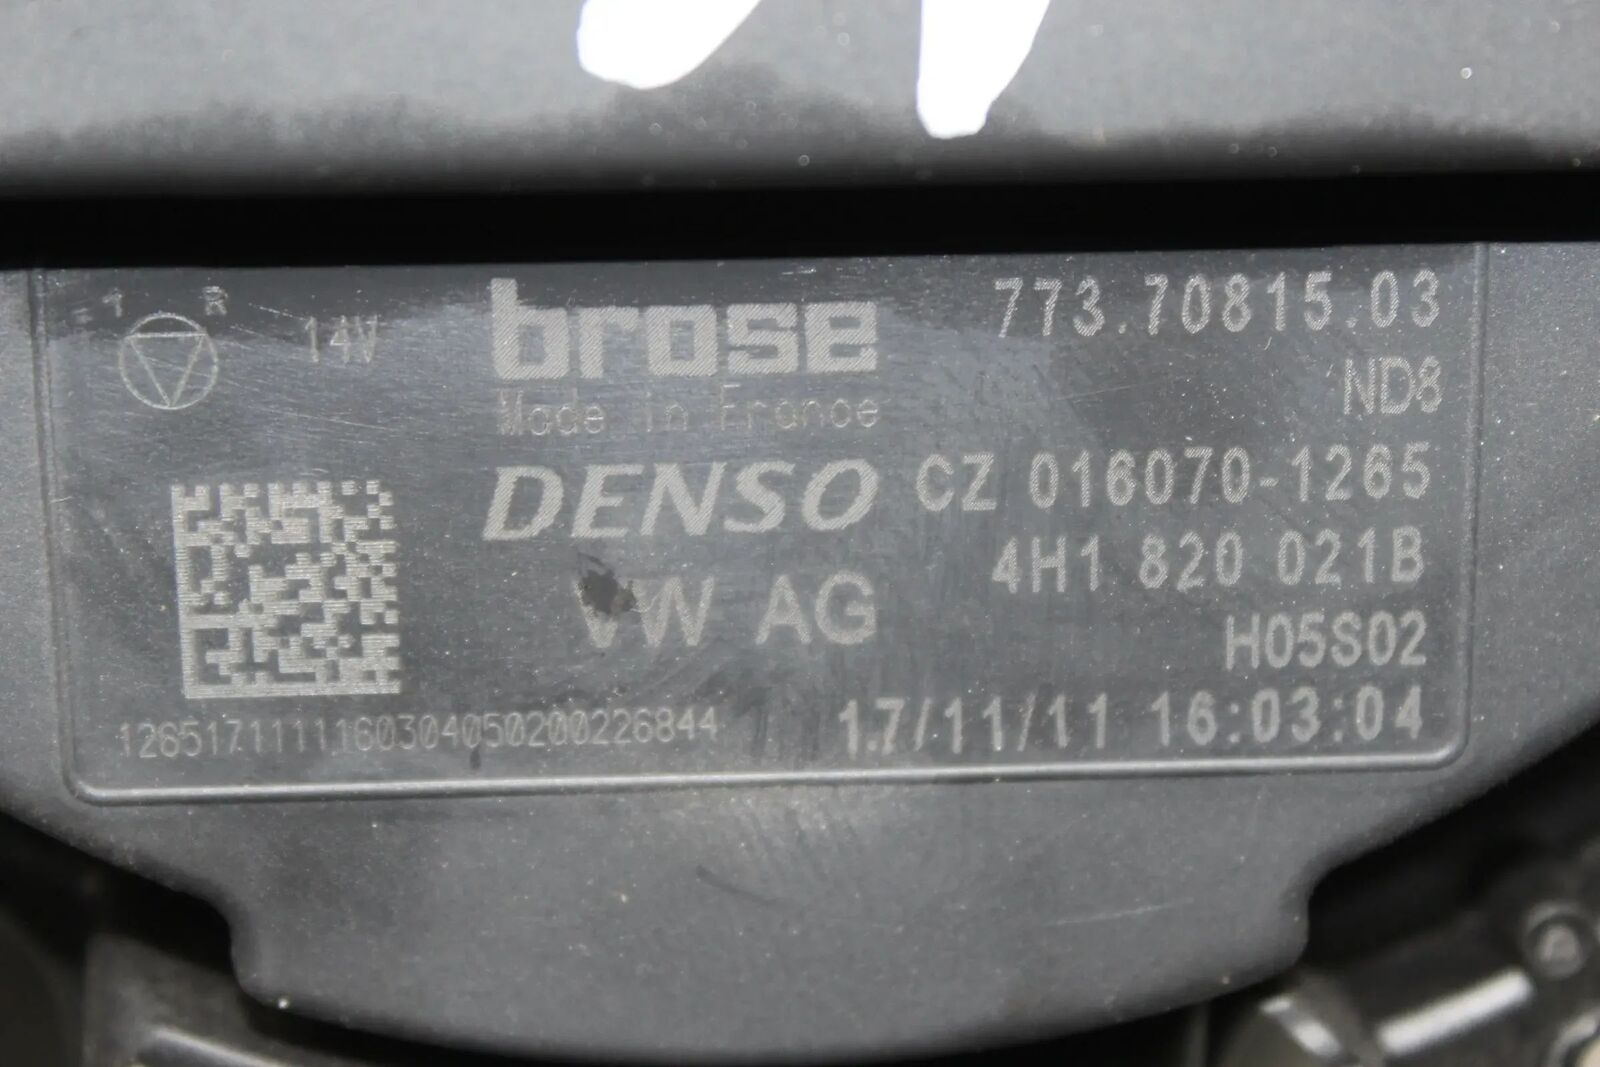 1 R 14V
brose 773.70815.03
Made in France ND8
DENSO CZ 016070-1265
4H1 820 021B
VW AG
H05S02
1265171111160304050200226844 17/11/11 16:03:04